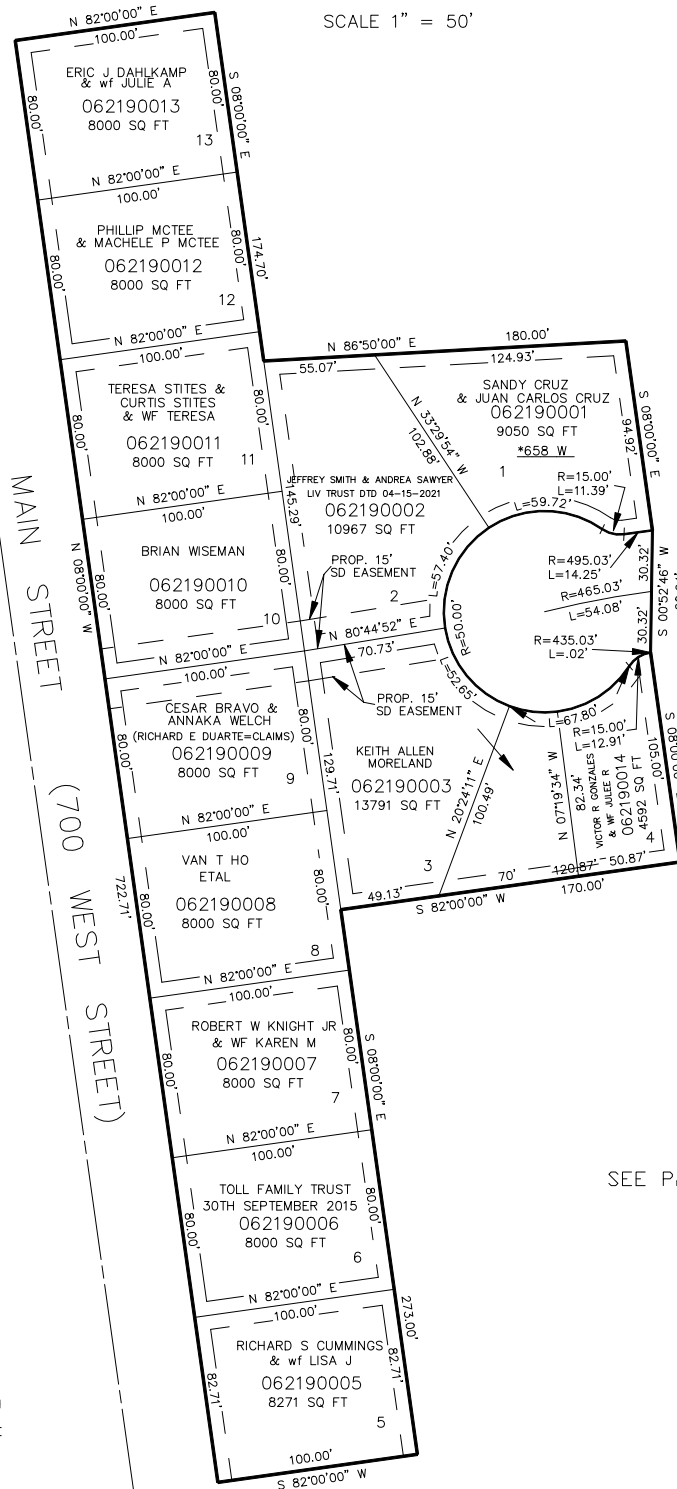 SCALE 1" = 50'
N 82°00'00" E
100.00'
ERIC J DAHLKAMP
& wf JULIE A
062190013
8000 SQ FT
13
80.00'
80.00'
S 08°00'00" E
N 82°00'00" E
100.00'
PHILLIP MCTEE
& MACHELE P MCTEE
062190012
8000 SQ FT
12
80.00'
80.00'
174.70'
N 82°00'00" E
100.00'
TERESA STITES &
CURTIS STITES
& WF TERESA
062190011
8000 SQ FT
11
80.00'
80.00'
N 82°00'00" E
100.00'
BRIAN WISEMAN
062190010
8000 SQ FT
10
80.00'
80.00'
145.29'
N 08°00'00" W
N 86°50'00" E
180.00'
55.07'
124.93'
N 33°29'54" W
102.88'
SANDY CRUZ
& JUAN CARLOS CRUZ
062190001
9050 SQ FT
*658 W
1
S 08°00'00" E
94.92'
R=15.00'
L=11.39'
L=59.72'
JEFFREY SMITH & ANDREA SAWYER
LIV TRUST DTD 04-15-2021
062190002
10967 SQ FT
2
L=57.40'
R=50.00'
PROP. 15'
SD EASEMENT
R=495.03'
L=14.25'
R=465.03'
L=54.08'
R=435.03'
L=.02'
30.32'
30.32'
S 00°52'46" W
N 80°44'52" E
70.73'
L=52.65'
PROP. 15'
SD EASEMENT
L=67.80'
R=15.00'
L=12.91'
KEITH ALLEN
MORELAND
062190003
13791 SQ FT
3
N 20°24'11" E
100.49'
N 07°19'34" W
82.34'
VICTOR R GONZALES
& WF JULEE R
062190014
4592 SQ FT
4
105.00'
S 08°00'00" E
49.13'
70'
120.87'
50.87'
S 82°00'00" W
170.00'
N 82°00'00" E
100.00'
CESAR BRAVO &
ANNAKA WELCH
(RICHARD E DUARTE=CLAIMS)
062190009
8000 SQ FT
9
80.00'
129.71'
N 82°00'00" E
100.00'
VAN T HO
ETAL
062190008
8000 SQ FT
8
722.71'
80.00'
80.00'
N 82°00'00" E
100.00'
ROBERT W KNIGHT JR
& WF KAREN M
062190007
8000 SQ FT
7
80.00'
80.00'
S 08°00'00" E
N 82°00'00" E
100.00'
TOLL FAMILY TRUST
30TH SEPTEMBER 2015
062190006
8000 SQ FT
6
80.00'
80.00'
273.00'
N 82°00'00" E
100.00'
RICHARD S CUMMINGS
& wf LISA J
062190005
8271 SQ FT
5
82.71'
82.71'
100.00'
S 82°00'00" W
MAIN STREET
(700 WEST STREET)
SEE